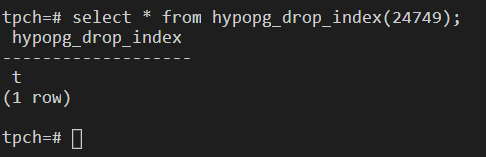 tpch=# select * from hypopg_drop_index(24749);
hypopg_drop_index
-------------------
t
(1 row)
tpch=#